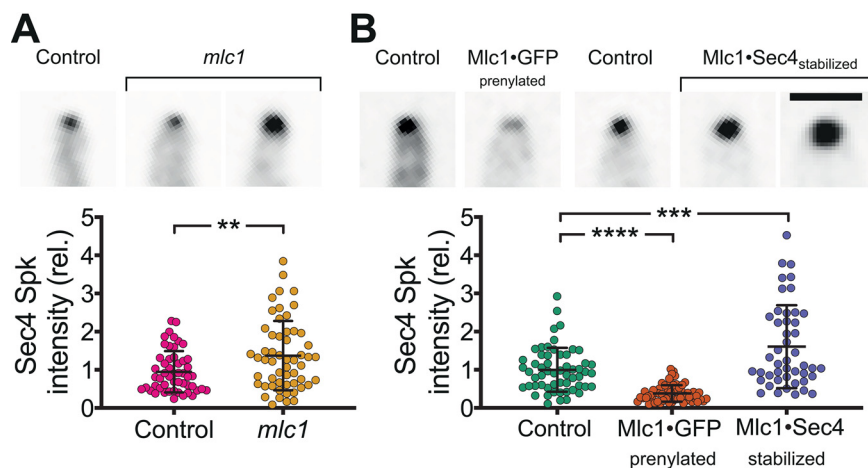 A
B
Control
mlc1
Control
Mlc1•GFP
prenylated
Control
Mlc1•Sec4stabilized
Sec4 Spk
intensity (rel.)
5
4
3
2
1
0
**
Control
mlc1
Sec4 Spk
intensity (rel.)
5
4
3
2
1
0
***
****
Control
Mlc1•GFP
prenylated
Mlc1•Sec4
stabilized